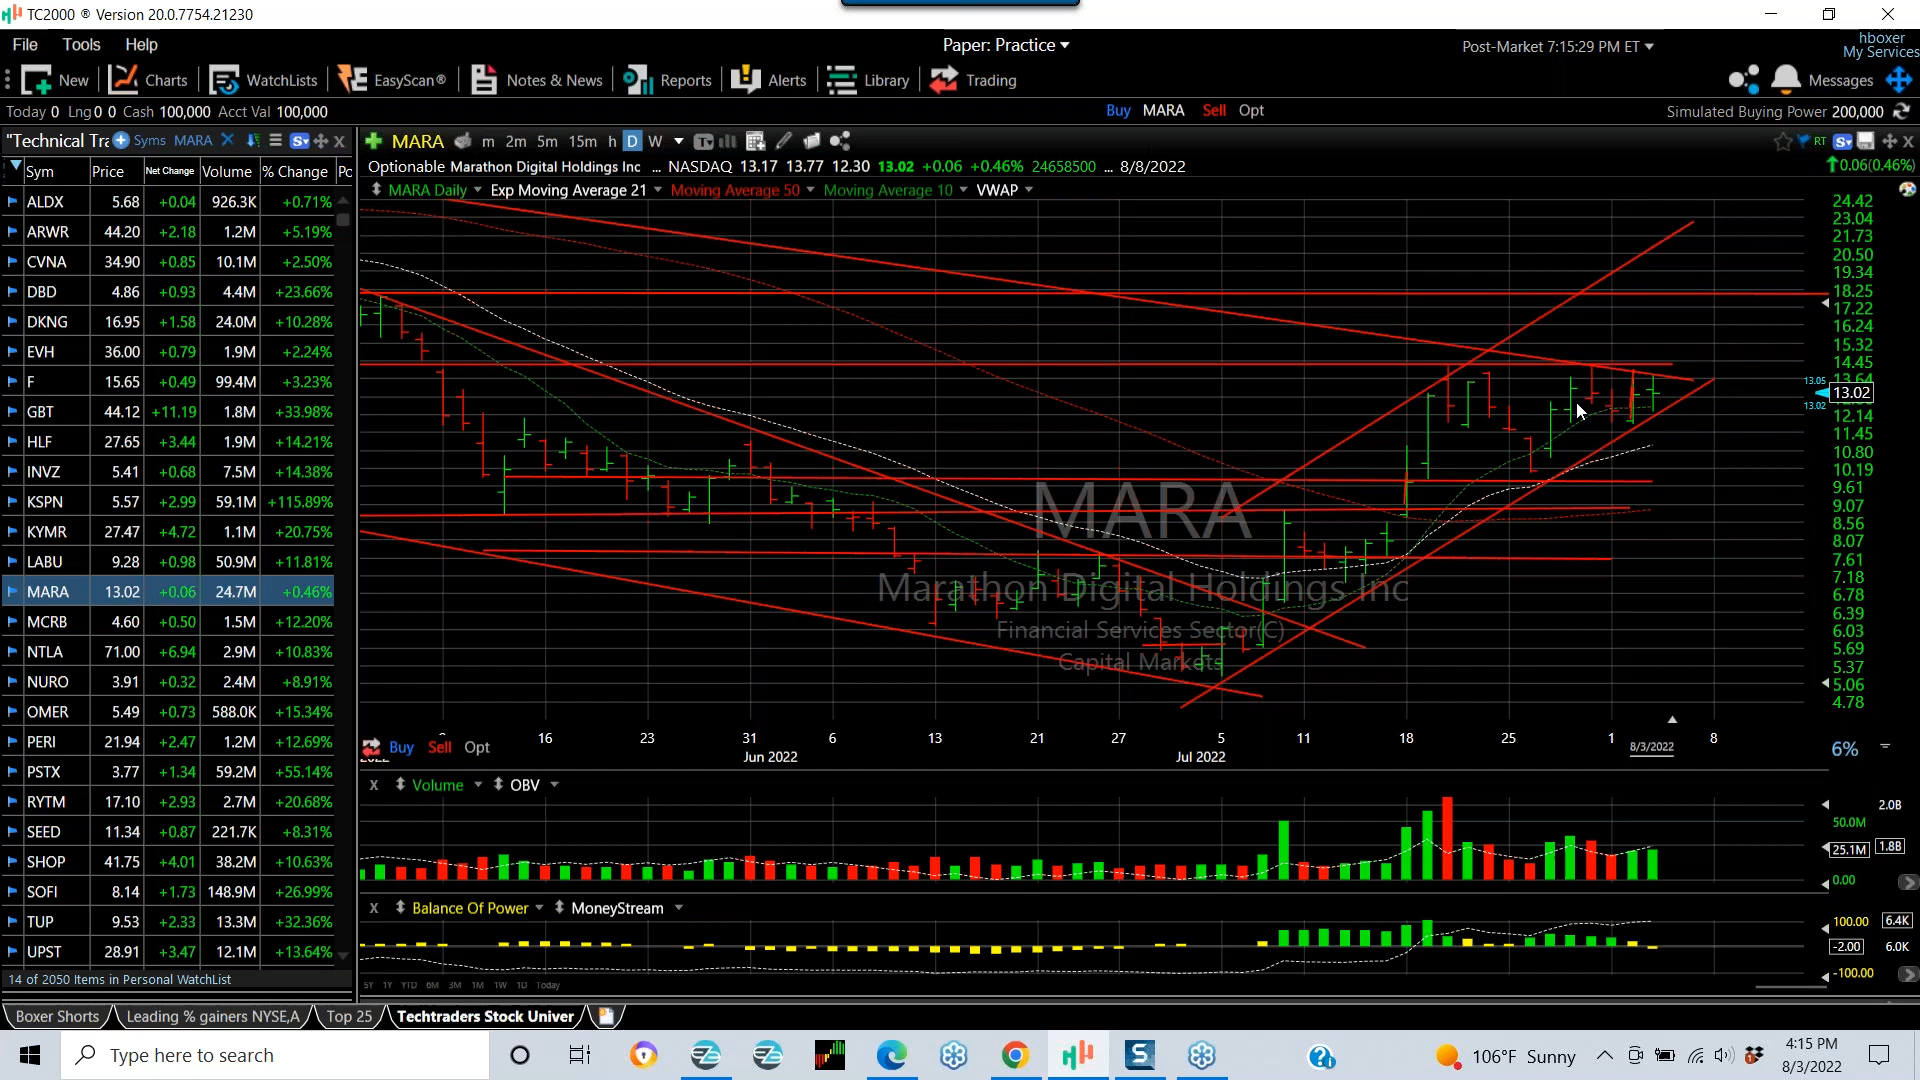 TC2000 ® Version 20.0.7754.21230
File Tools Help
Paper: Practice
Post-Market 7:15:29 PM ET
hboxer
My Services
New Charts WatchLists EasyScan® Notes & News Reports Alerts Library Trading
Messages
Today 0 Lng 0 0 Cash 100,000 Acct Val 100,000
Buy MARA Sell Opt
Simulated Buying Power 200,000
"Technical Tra Syms MARA
MARA m 2m 5m 15m h D W
RT
Optionable Marathon Digital Holdings Inc ... NASDAQ 13.17 13.77 12.30 13.02 +0.06 +0.46% 24658500 ... 8/8/2022
0.06(0.46%)
MARA Daily Exp Moving Average 21 Moving Average 50 Moving Average 10 VWAP
Sym Price Net Change Volume % Change Pc
ALDX 5.68 +0.04 926.3K +0.71%
ARWR 44.20 +2.18 1.2M +5.19%
CVNA 34.90 +0.85 10.1M +2.50%
DBD 4.86 +0.93 4.4M +23.66%
DKNG 16.95 +1.58 24.0M +10.28%
EVH 36.00 +0.79 1.9M +2.24%
F 15.65 +0.49 99.4M +3.23%
GBT 44.12 +11.19 1.8M +33.98%
HLF 27.65 +3.44 1.9M +14.21%
INVZ 5.41 +0.68 7.5M +14.38%
KSPN 5.57 +2.99 59.1M +115.89%
KYMR 27.47 +4.72 1.1M +20.75%
LABU 9.28 +0.98 50.9M +11.81%
MARA 13.02 +0.06 24.7M +0.46%
MCRB 4.60 +0.50 1.5M +12.20%
NTLA 71.00 +6.94 2.9M +10.83%
NURO 3.91 +0.32 2.4M +8.91%
OMER 5.49 +0.73 588.0K +15.34%
PERI 21.94 +2.47 1.2M +12.69%
PSTX 3.77 +1.34 59.2M +55.14%
RYTM 17.10 +2.93 2.7M +20.68%
SEED 11.34 +0.87 221.7K +8.31%
SHOP 41.75 +4.01 38.2M +10.63%
SOFI 8.14 +1.73 148.9M +26.99%
TUP 9.53 +2.33 13.3M +32.36%
UPST 28.91 +3.47 12.1M +13.64%
14 of 2050 Items in Personal WatchList
MARA
Marathon Digital Holdings Inc
Financial Services Sector(C)
Capital Markets
24.42
23.04
21.73
20.50
19.34
18.25
17.22
16.24
15.32
14.45
13.64
13.05
13.02
13.02
12.14
11.45
10.80
10.19
9.61
9.07
8.56
8.07
7.61
7.18
6.78
6.39
6.03
5.69
5.37
5.06
4.78
Buy Sell Opt
16 23 31 6 13 21 27 5 11 18 25 1 8/3/2022 8
Jun 2022 Jul 2022
6%
X Volume OBV
2.0B
50.0M
25.1M 1.8B
0.00
X Balance Of Power MoneyStream
100.00 6.4K
-2.00 6.0K
-100.00
5Y 1Y YTD 6M 3M 1M 1W 1D Today
Boxer Shorts Leading % gainers NYSE,A Top 25 Techtraders Stock Univer
Type here to search
106°F Sunny
4:15 PM
8/3/2022